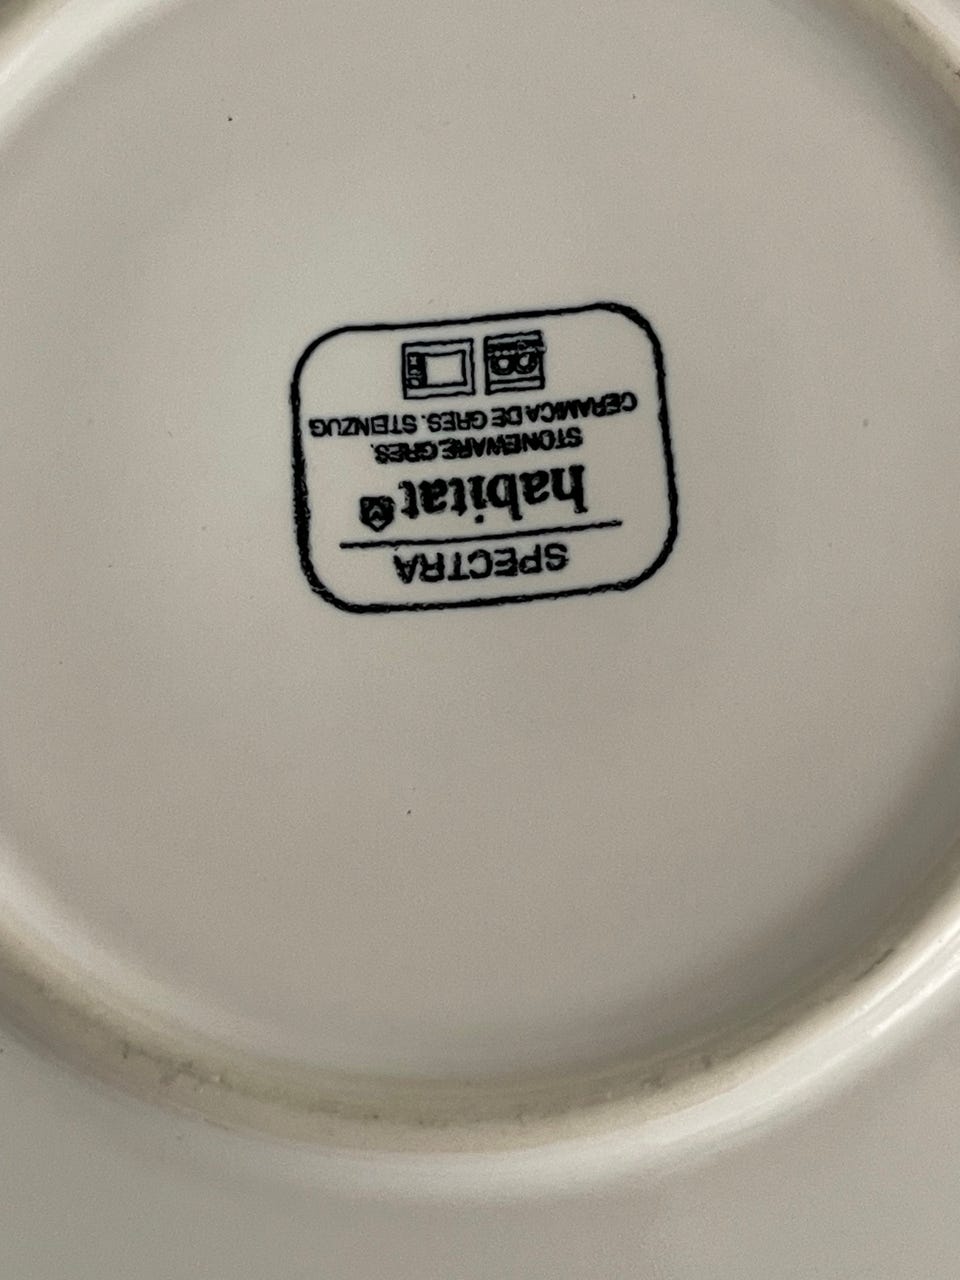 SPECTRA
habitat
STONEWARE.GRES.
CERAMICA DE GRES. STEINZUG